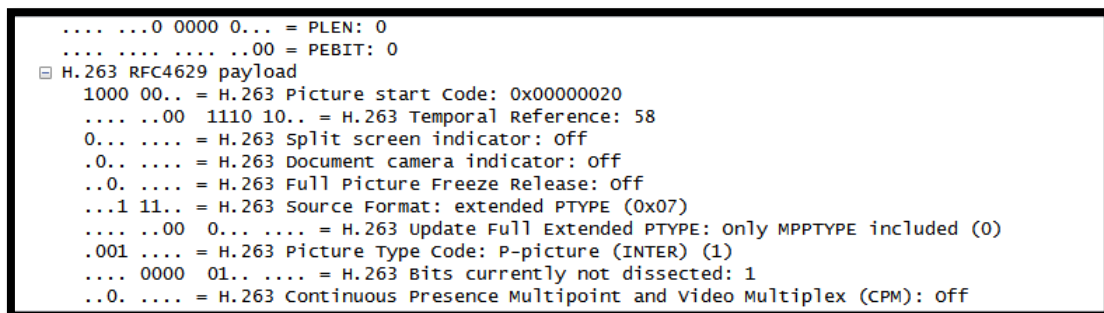 .... ...0 0000 0... = PLEN: 0
.... .... .... ..00 = PEBIT: 0
H.263 RFC4629 payload
1000 00.. = H.263 Picture start Code: 0x00000020
.... ..00  1110 10.. = H.263 Temporal Reference: 58
0... .... = H.263 Split screen indicator: Off
.0.. .... = H.263 Document camera indicator: Off
..0. .... = H.263 Full Picture Freeze Release: Off
...1 11.. = H.263 Source Format: extended PTYPE (0x07)
.... ..00  0... .... = H.263 Update Full Extended PTYPE: Only MPPTYPE included (0)
.001 .... = H.263 Picture Type Code: P-picture (INTER) (1)
.... 0000  01.. .... = H.263 Bits currently not dissected: 1
..0. .... = H.263 Continuous Presence Multipoint and Video Multiplex (CPM): Off